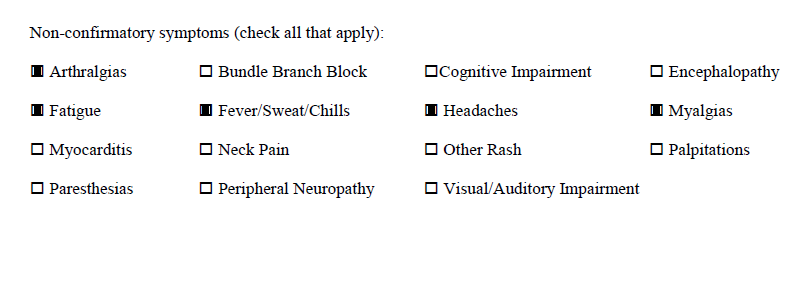 Non-confirmatory symptoms (check all that apply):
■ Arthralgias ☐ Bundle Branch Block ☐Cognitive Impairment ☐ Encephalopathy
■ Fatigue ■ Fever/Sweat/Chills ■ Headaches ■ Myalgias
☐ Myocarditis ☐ Neck Pain ☐ Other Rash ☐ Palpitations
☐ Paresthesias ☐ Peripheral Neuropathy ☐ Visual/Auditory Impairment